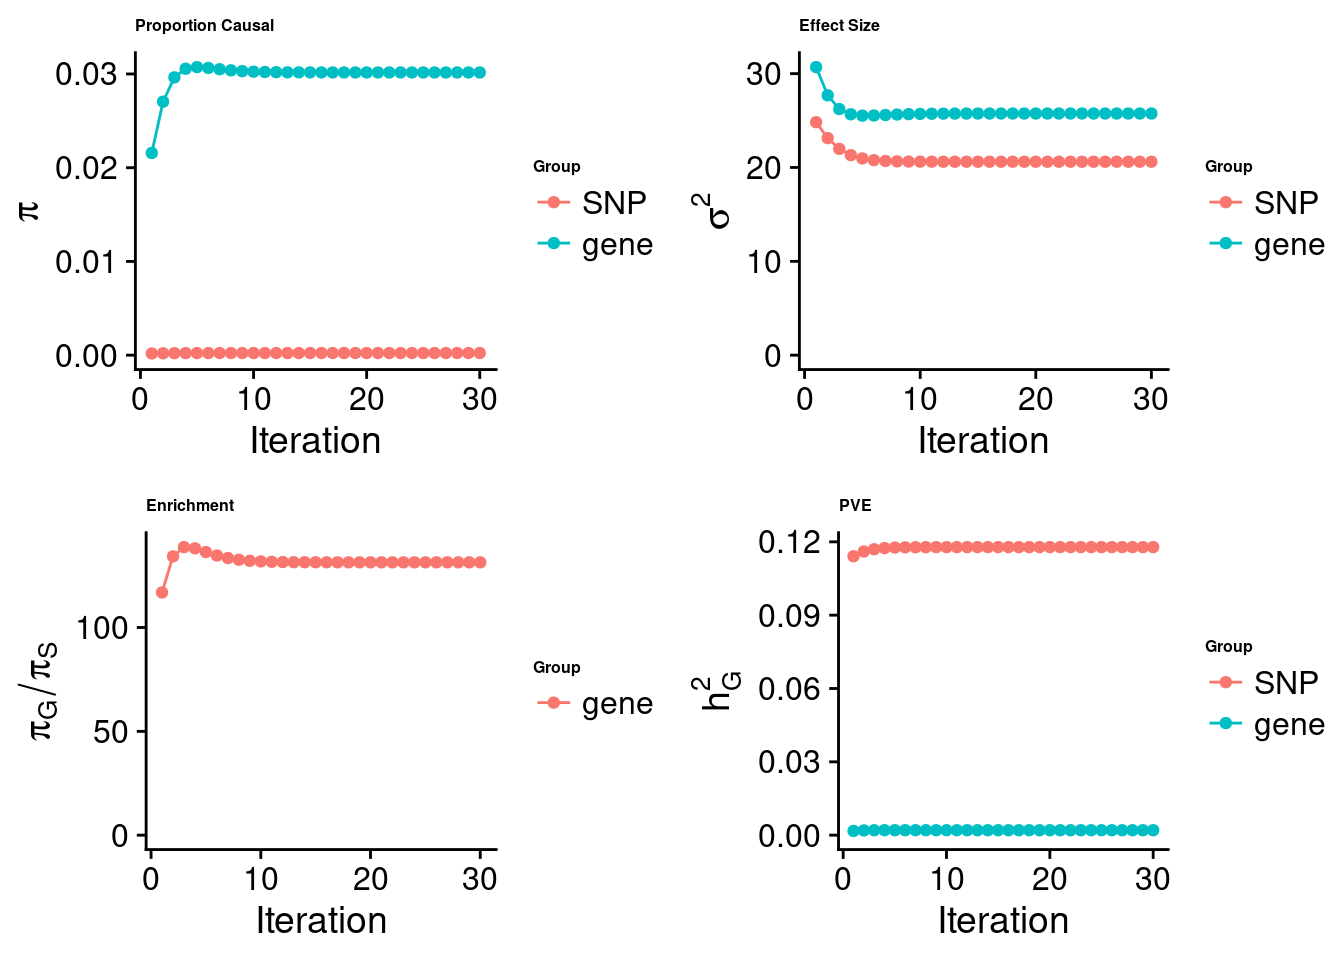 Proportion Causal
π
0.03
0.02
0.01
0.00
0 10 20 30
Iteration
Group
SNP
gene
Effect Size
σ²
30
20
10
0
0 10 20 30
Iteration
Group
SNP
gene
Enrichment
π_G/π_S
100
50
0
0 10 20 30
Iteration
Group
gene
PVE
h²_G
0.12
0.09
0.06
0.03
0.00
0 10 20 30
Iteration
Group
SNP
gene